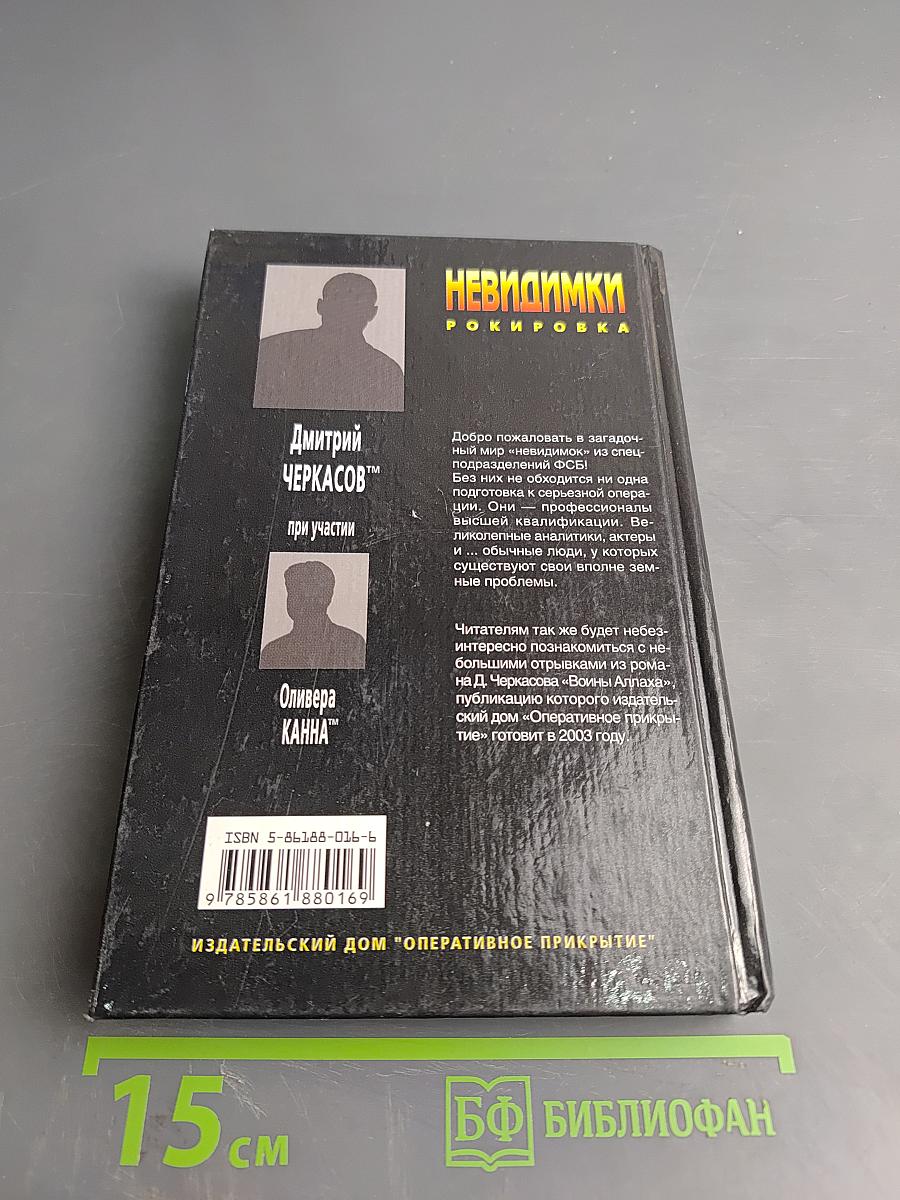 НЕВИДИМКИ
РОКИРОВКА
Дмитрий
ЧЕРКАСОВ™
при участии
Оливера
КАННА™
Добро пожаловать в загадоч-
ный мир «невидимок» из спец-
подразделений ФСБ!
Без них не обходится ни одна
подготовка к серьезной опера-
ции. Они — профессионалы
высшей квалификации. Ве-
ликолепные аналитики, актеры
и ... обычные люди, у которых
существуют свои вполне зем-
ные проблемы.
Читателям так же будет небез-
интересно познакомиться с не-
большими отрывками из рома-
на Д. Черкасова «Воины Аллаха»,
публикацию которого издатель-
ский дом «Оперативное прикры-
тие» готовит в 2003 году.
ISBN 5-86188-016-6
9 785861 880169
ИЗДАТЕЛЬСКИЙ ДОМ "ОПЕРАТИВНОЕ ПРИКРЫТИЕ"
15 см
БФ БИБЛИОФАН